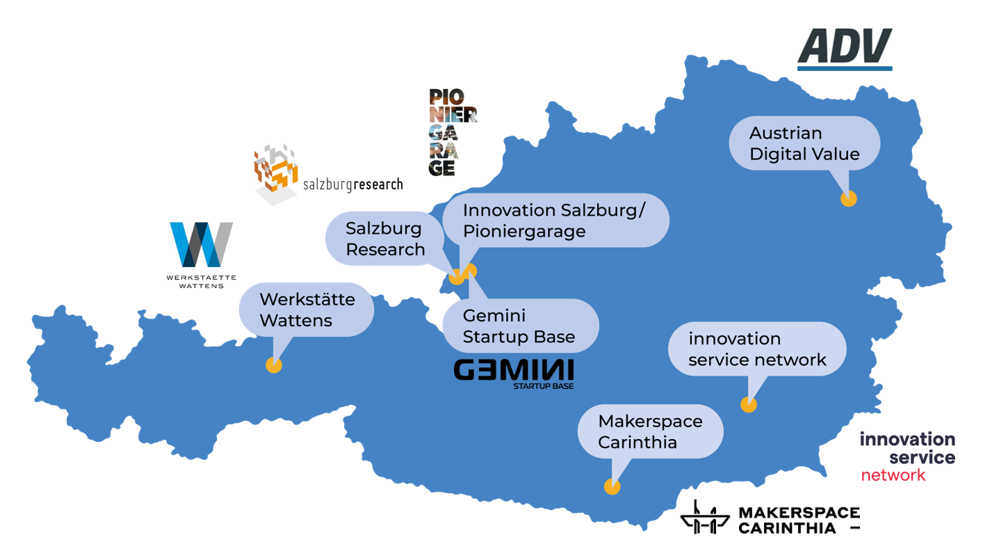 ADV
PIO
NIER
GA
RA
GE
Austrian
Digital Value
salzburgresearch
Innovation Salzburg/
Pioniergarage
Salzburg
Research
WERKSTAETTE
WATTENS
Werkstätte
Wattens
Gemini
Startup Base
GEMINI
STARTUP BASE
innovation
service network
Makerspace
Carinthia
innovation
service
network
MAKERSPACE
CARINTHIA –